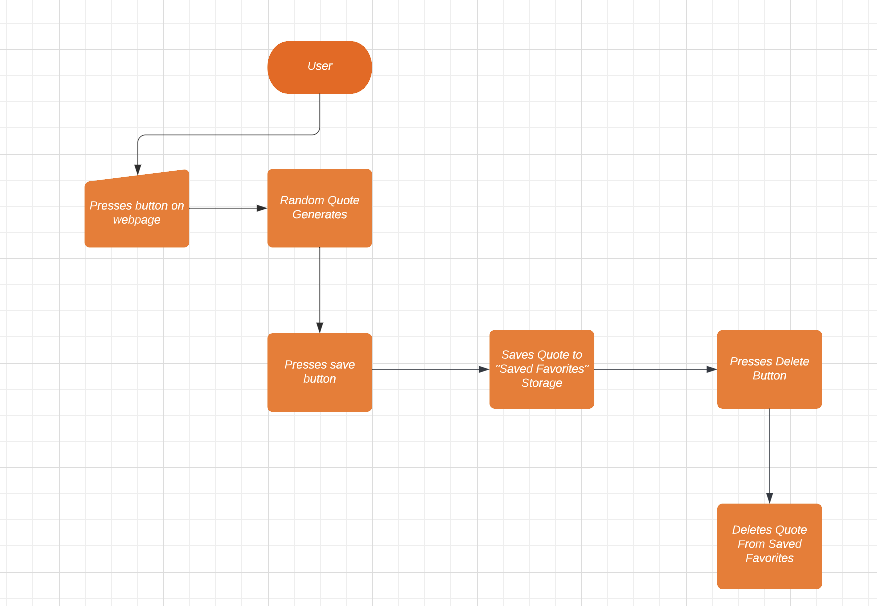 User
Presses button on
webpage
Random Quote
Generates
Presses save
button
Saves Quote to
"Saved Favorites"
Storage
Presses Delete
Button
Deletes Quote
From Saved
Favorites